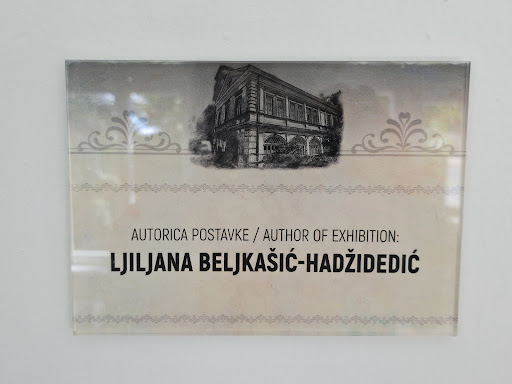 AUTORICA POSTAVKE / AUTHOR OF EXHIBITION:
LJILJANA BELJKAŠIĆ-HADŽIDEDIĆ